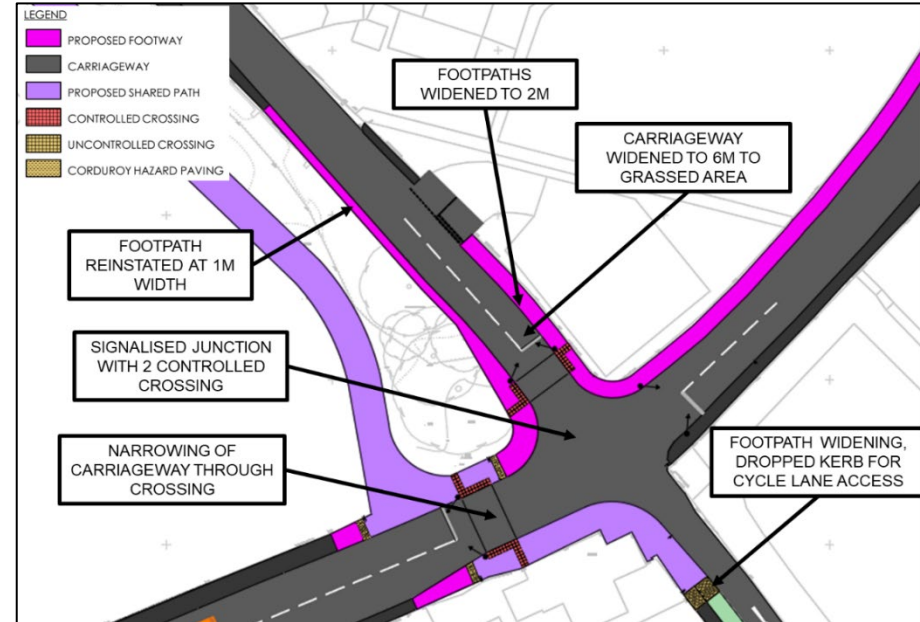 LEGEND
PROPOSED FOOTWAY
CARRIAGEWAY
PROPOSED SHARED PATH
CONTROLLED CROSSING
UNCONTROLLED CROSSING
CORDUROY HAZARD PAVING
FOOTPATHS
WIDENED TO 2M
CARRIAGEWAY
WIDENED TO 6M TO
GRASSED AREA
FOOTPATH
REINSTATED AT 1M
WIDTH
SIGNALISED JUNCTION
WITH 2 CONTROLLED
CROSSING
NARROWING OF
CARRIAGEWAY THROUGH
CROSSING
FOOTPATH WIDENING,
DROPPED KERB FOR
CYCLE LANE ACCESS